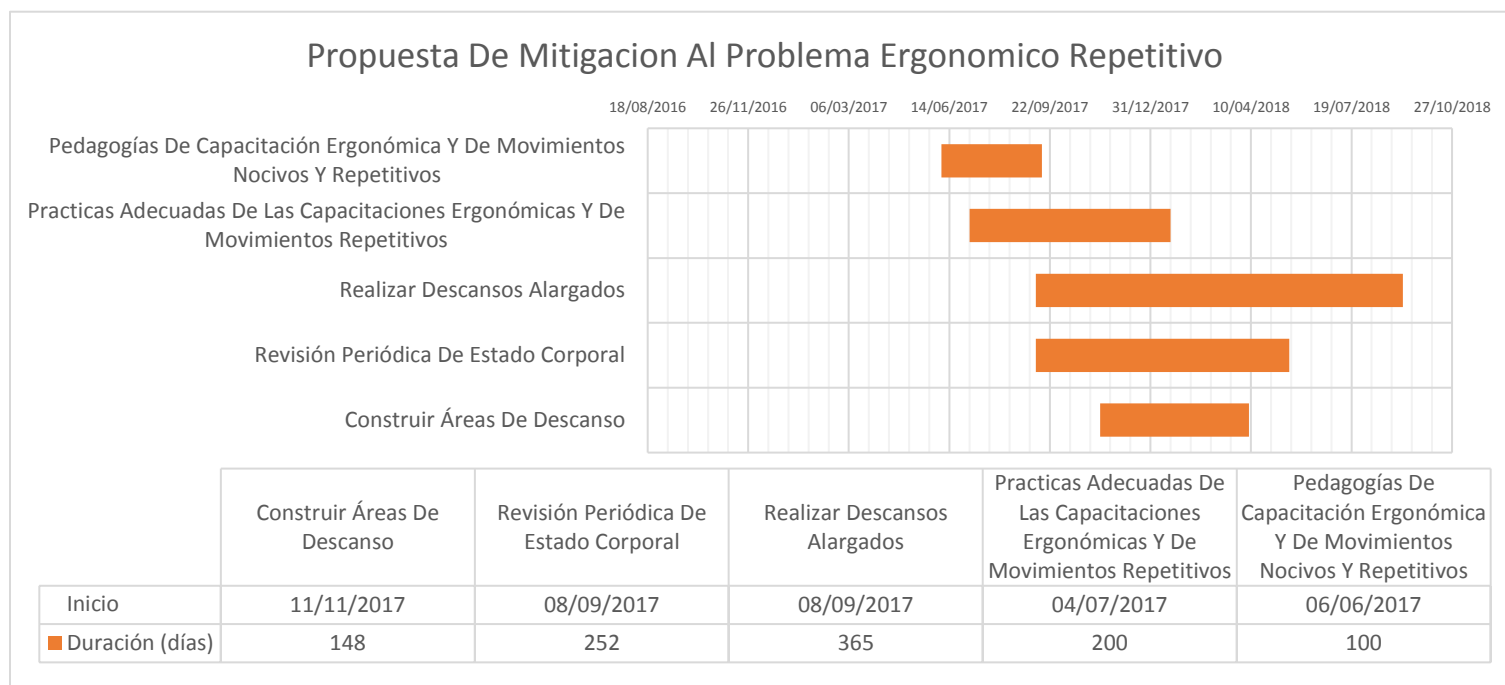 Propuesta De Mitigacion Al Problema Ergonomico Repetitivo
18/08/2016 26/11/2016 06/03/2017 14/06/2017 22/09/2017 31/12/2017 10/04/2018 19/07/2018 27/10/2018
Pedagogías De Capacitación Ergonómica Y De Movimientos
Nocivos Y Repetitivos
Practicas Adecuadas De Las Capacitaciones Ergonómicas Y De
Movimientos Repetitivos
Realizar Descansos Alargados
Revisión Periódica De Estado Corporal
Construir Áreas De Descanso
Construir Áreas De
Descanso
Revisión Periódica De
Estado Corporal
Realizar Descansos
Alargados
Practicas Adecuadas De
Las Capacitaciones
Ergonómicas Y De
Movimientos Repetitivos
Pedagogías De
Capacitación Ergonómica
Y De Movimientos
Nocivos Y Repetitivos
Inicio 11/11/2017 08/09/2017 08/09/2017 04/07/2017 06/06/2017
Duración (días) 148 252 365 200 100